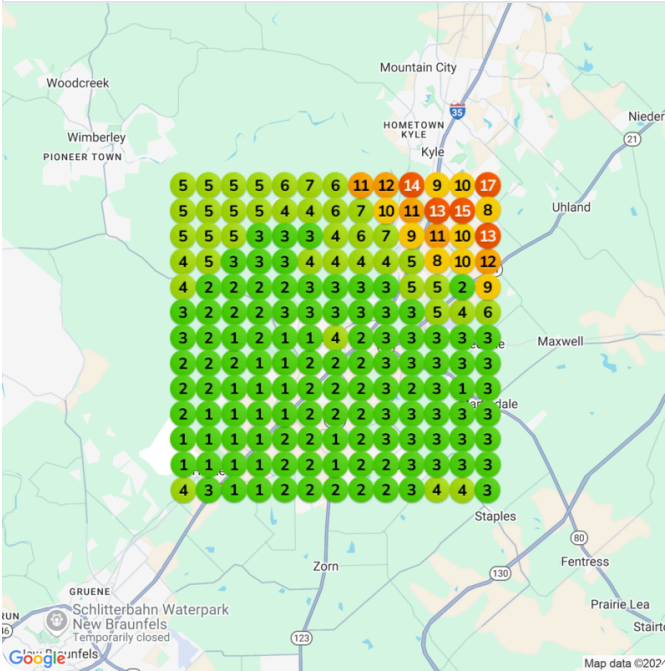 Mountain City
Woodcreek
35
HOMETOWN
KYLE
Nieder
Wimberley
21
PIONEER TOWN
Kyle
5 5 5 5 6 7 6 11 12 14 9 10 17
Uhland
5 5 5 5 4 4 6 7 10 11 13 15 8
5 5 5 3 3 3 4 6 7 9 11 10 13
4 5 3 3 3 4 4 4 4 5 8 10 12
4 2 2 2 2 3 3 3 3 5 5 2 9
3 2 2 2 3 3 3 3 3 3 5 4 6
3 2 1 2 1 1 4 2 3 3 3 3 3
Maxwell
2 2 2 1 1 2 2 2 3 3 3 3 3
2 2 1 1 1 2 2 2 3 2 3 1 3
2 1 1 1 1 2 2 2 3 3 3 3 3
dale
1 1 1 1 2 2 1 2 3 3 3 3 3
1 1 1 1 2 2 1 2 2 3 3 3 3
4 3 1 1 2 2 2 2 2 3 4 4 3
Staples
80
Fentress
Zorn
130
GRUENE
Prairie Lea
Schlitterbahn Waterpark
New Braunfels
Temporarily closed
RUN
46
Stairt
123
New Braunfels
Google
Map data ©202